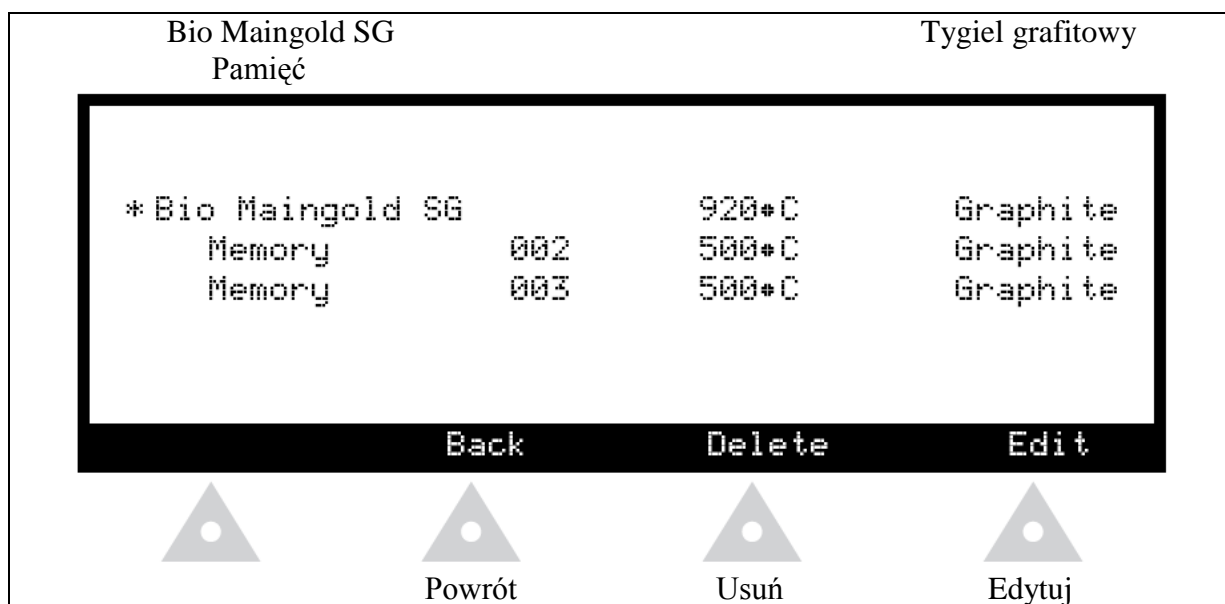 Bio Maingold SG Tygiel grafitowy
Pamięć
*Bio Maingold SG 920°C Graphite
Memory 002 500°C Graphite
Memory 003 500°C Graphite
Back Delete Edit
Powrót Usuń Edytuj